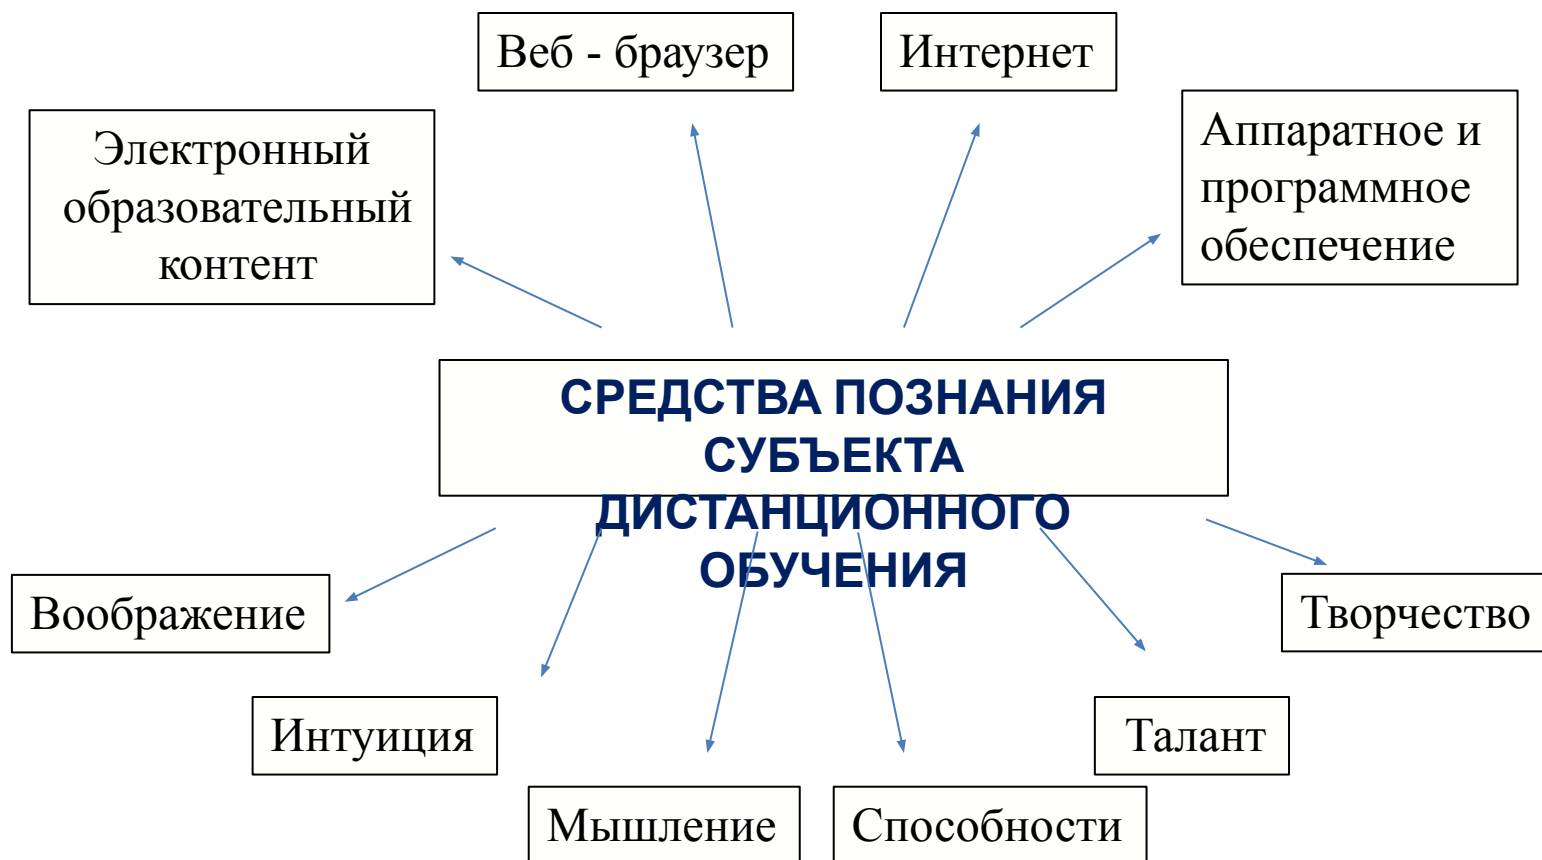 Веб - браузер
Интернет
Электронный
образовательный
контент
Аппаратное и
программное
обеспечение
СРЕДСТВА ПОЗНАНИЯ
СУБЪЕКТА
ДИСТАНЦИОННОГО
ОБУЧЕНИЯ
Воображение
Творчество
Интуиция
Талант
Мышление
Способности